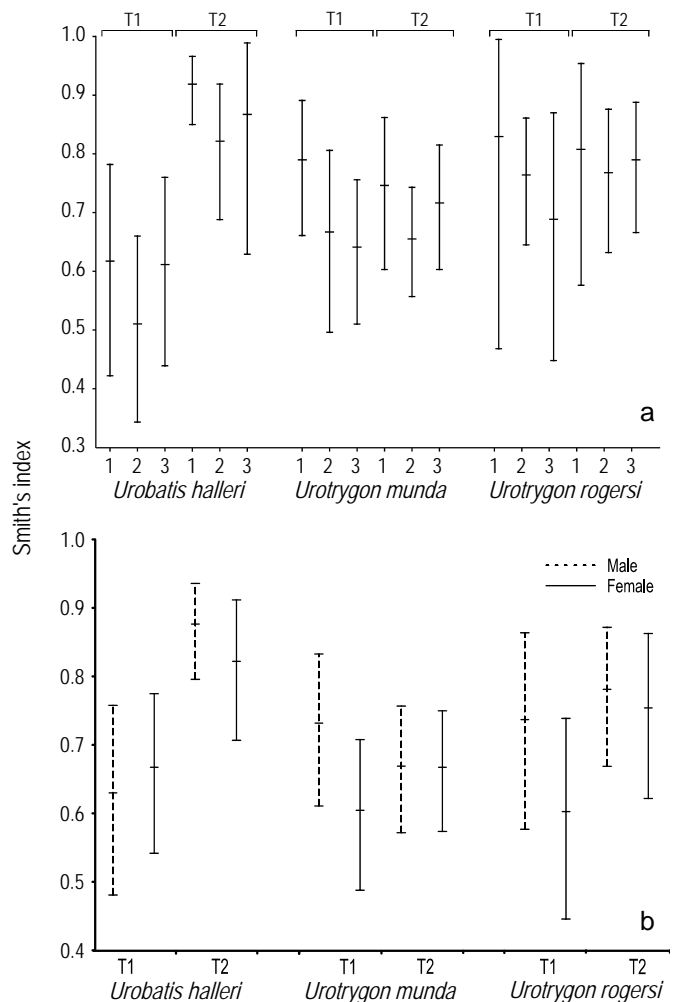 T1 T2 T1 T2 T1 T2
1.0
0.9
0.8
0.7
0.6
0.5
0.4
0.3
a
1 2 3 1 2 3 1 2 3 1 2 3 1 2 3 1 2 3
Urobatis halleri Urotrygon munda Urotrygon rogersi
Smith's index
1.0
0.9
0.8
0.7
0.6
0.5
0.4
Male
Female
b
T1 T2 T1 T2 T1 T2
Urobatis halleri Urotrygon munda Urotrygon rogersi